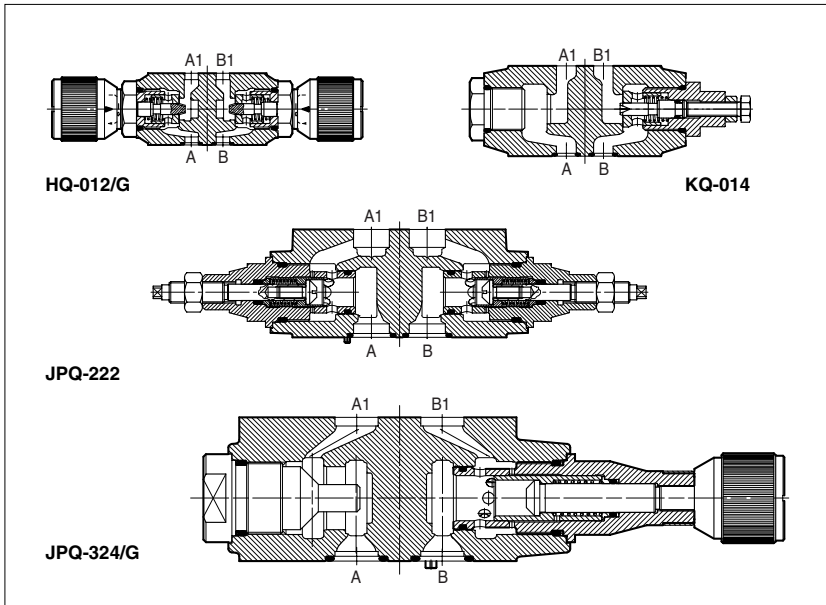 A1 B1
A B
HQ-012/G
A1 B1
A B
KQ-014
A1 B1
A B
JPQ-222
A1 B1
A B
JPQ-324/G